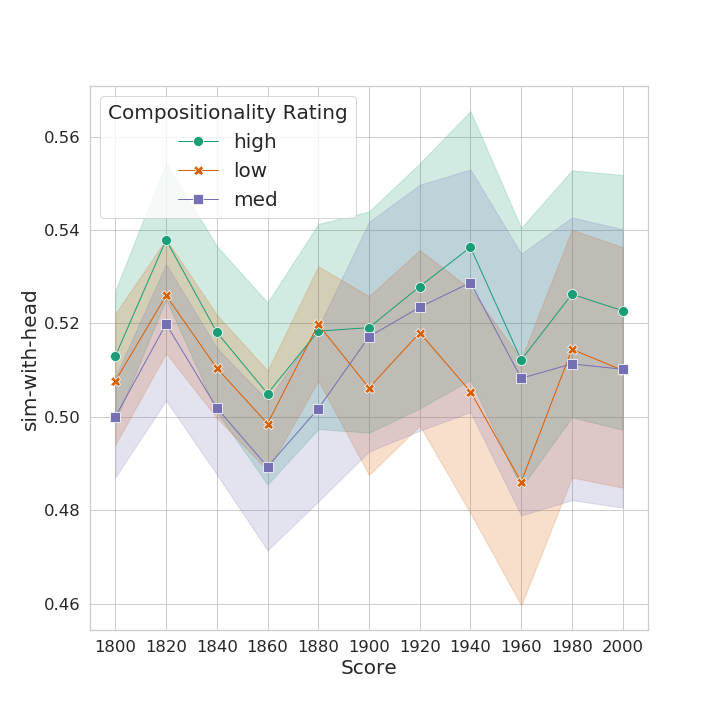 Compositionality Rating
high
low
med
0.56
0.54
0.52
0.50
0.48
0.46
sim-with-head
1800 1820 1840 1860 1880 1900 1920 1940 1960 1980 2000
Score